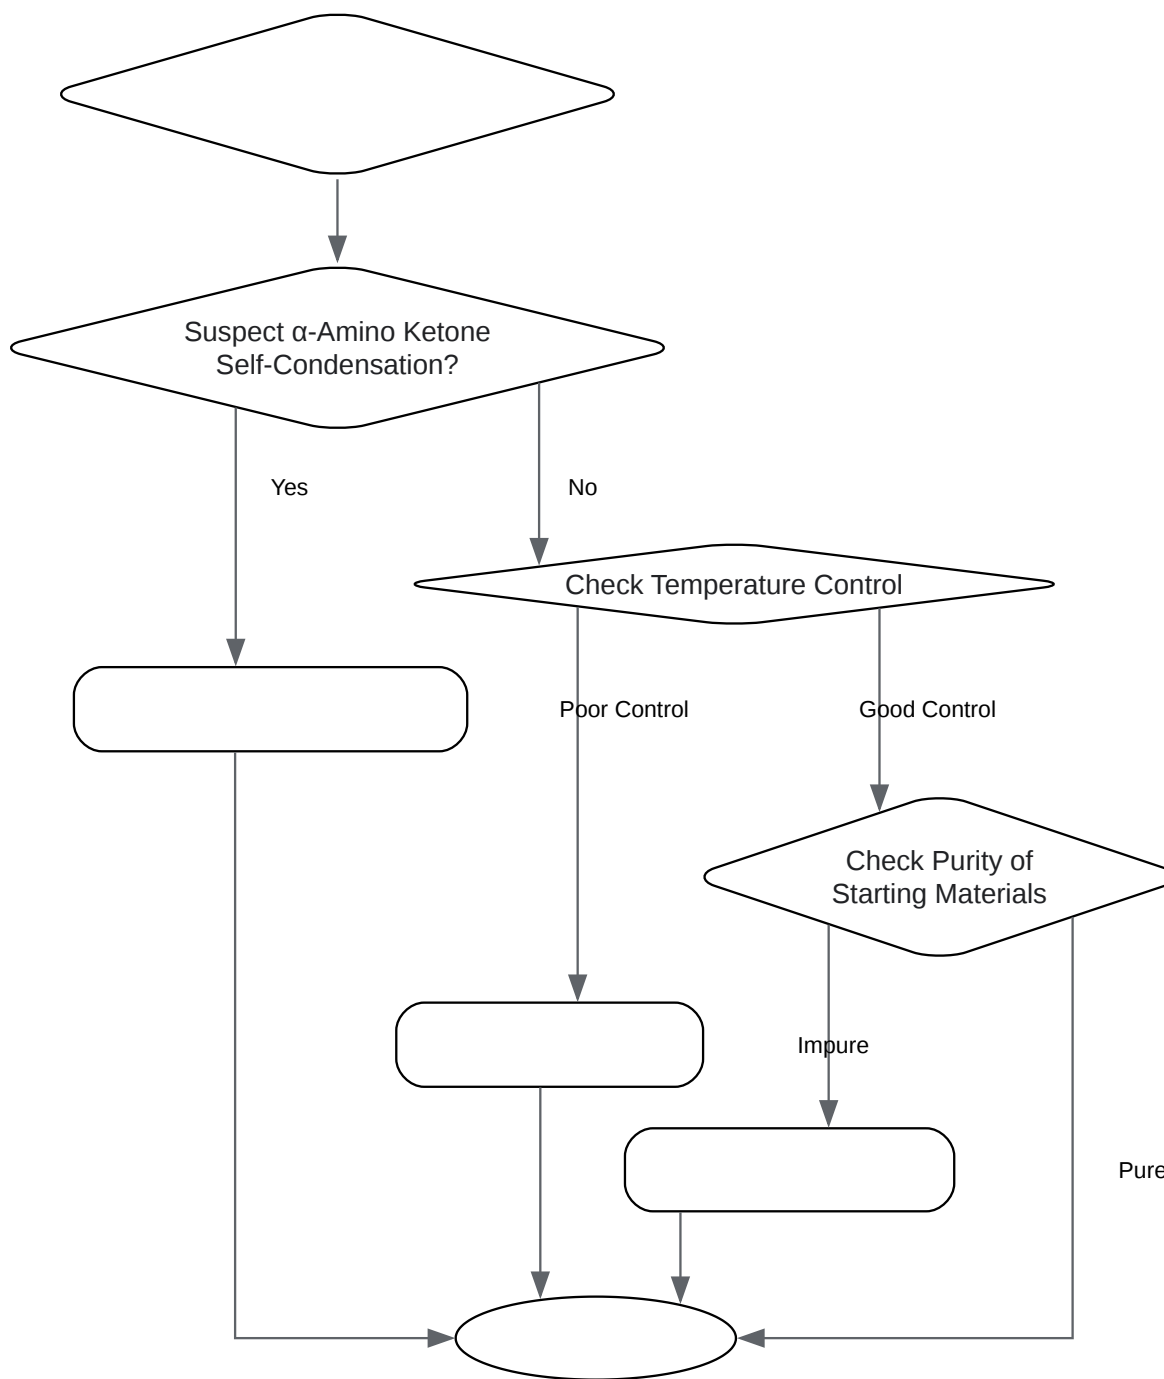 Suspect α-Amino Ketone
Self-Condensation?
Yes
No
Check Temperature Control
Poor Control
Good Control
Check Purity of
Starting Materials
Impure
Pure